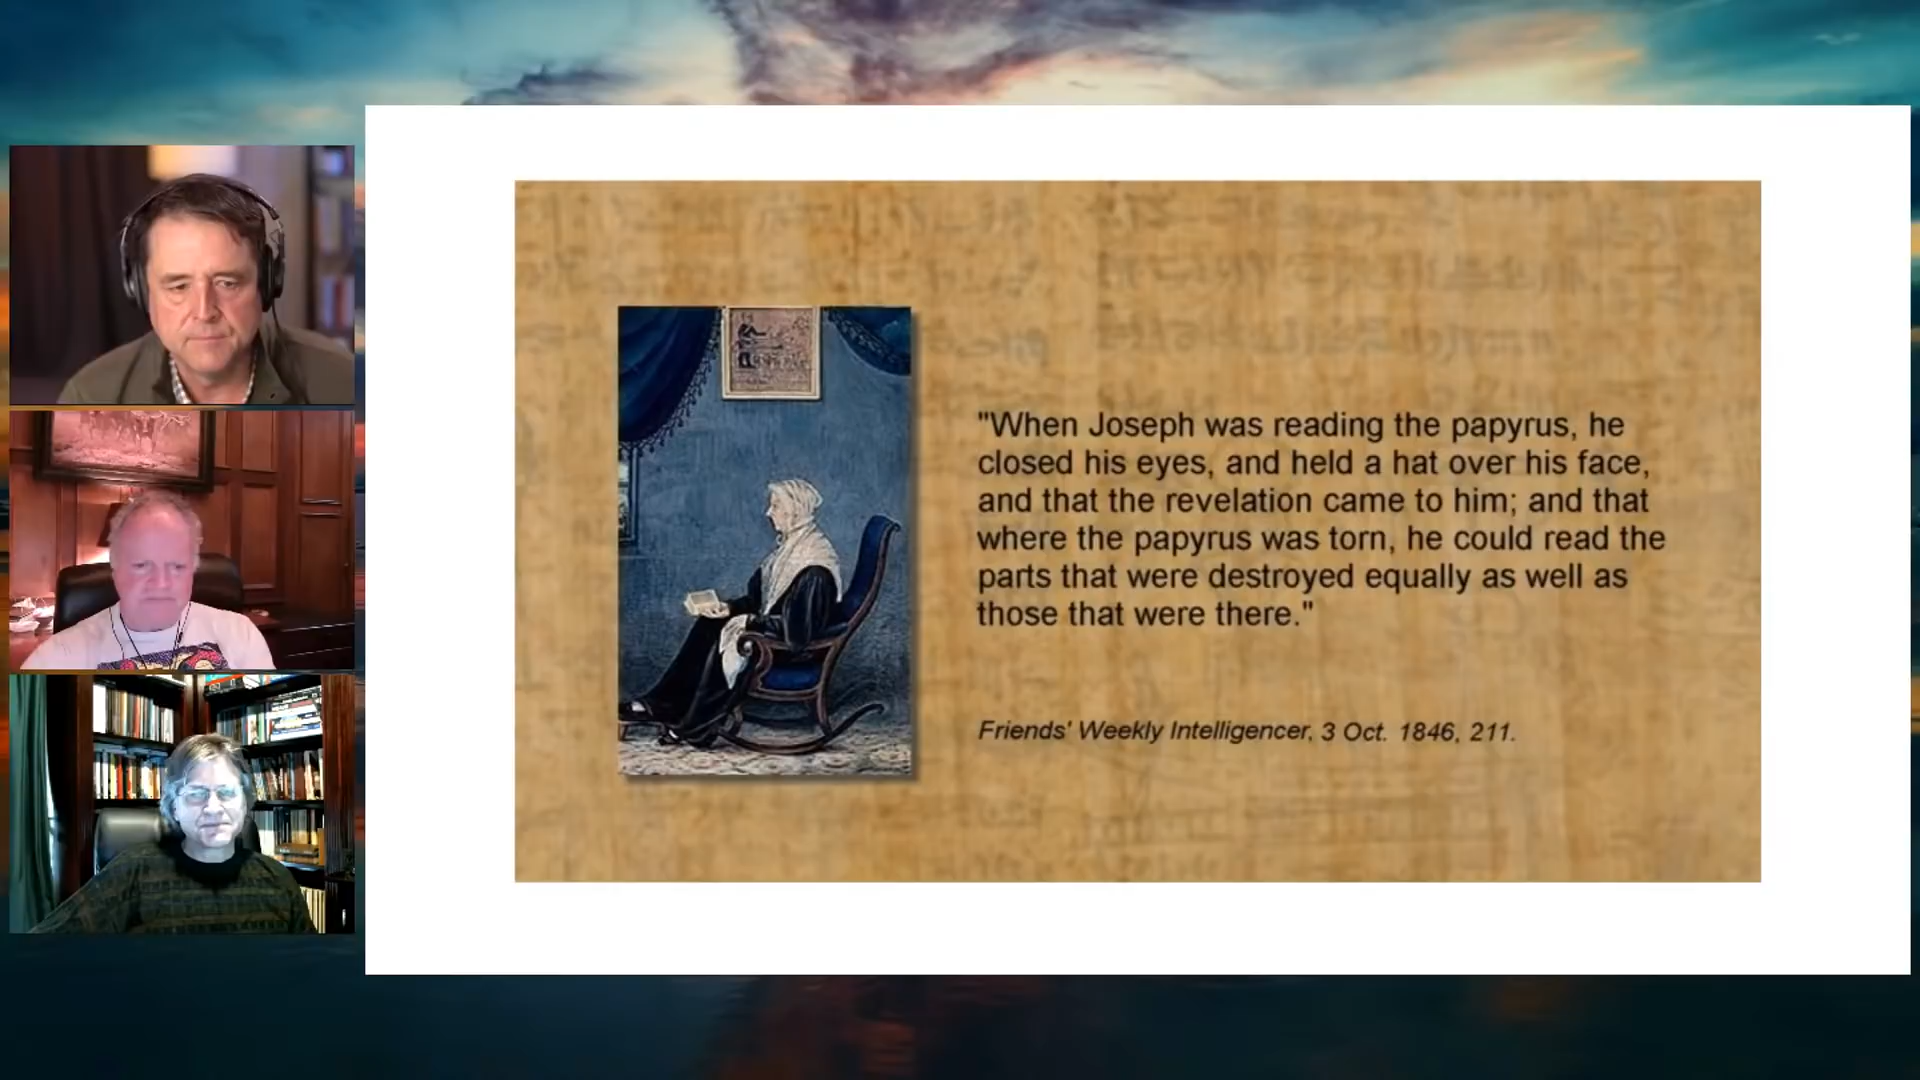 "When Joseph was reading the papyrus, he
closed his eyes, and held a hat over his face,
and that the revelation came to him; and that
where the papyrus was torn, he could read the
parts that were destroyed equally as well as
those that were there."
Friends' Weekly Intelligencer, 3 Oct. 1846, 211.